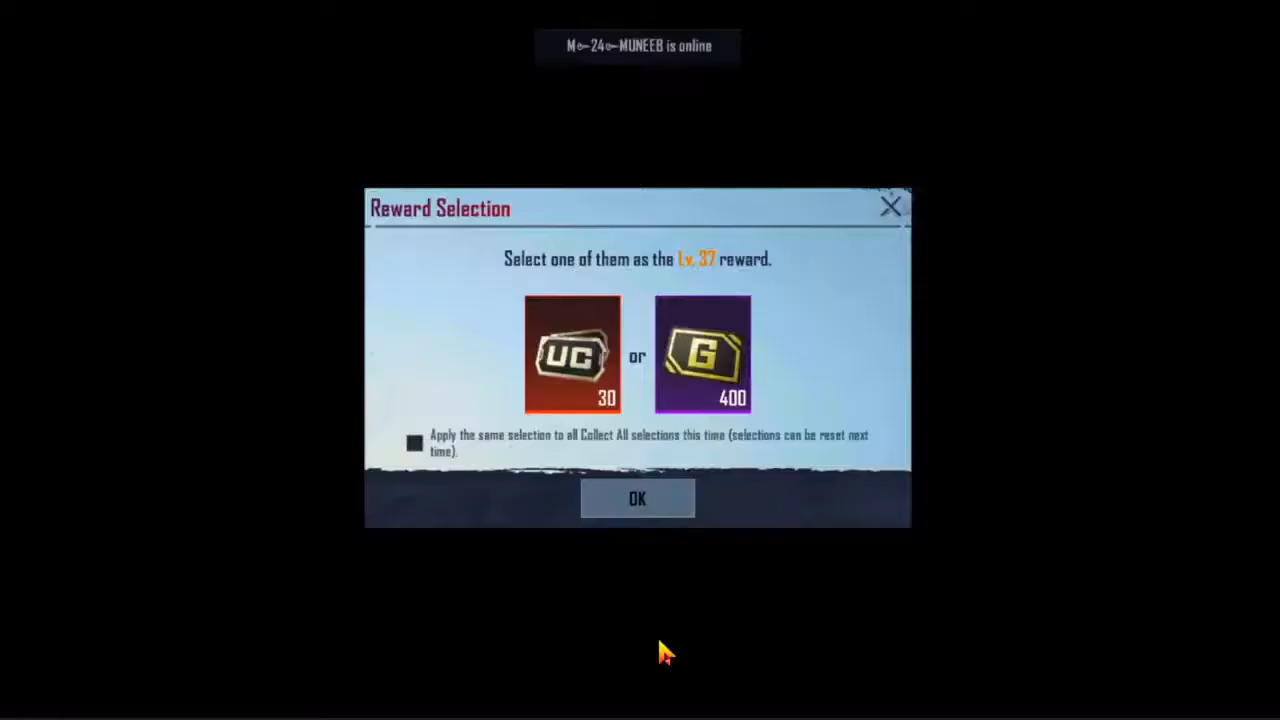 M⟜24⟜MUNEEB is online
Reward Selection
Select one of them as the Lv. 37 reward.
UC
30
or
G
400
Apply the same selection to all Collect All selections this time (selections can be reset next
time).
OK